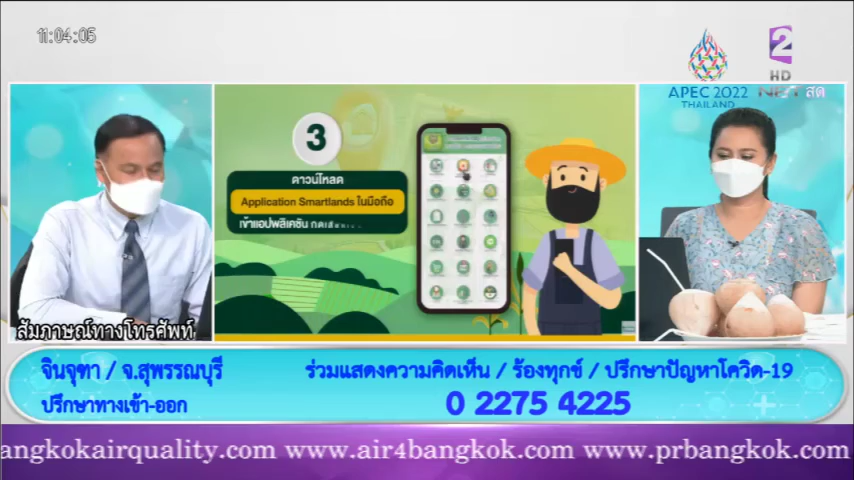 11:04:05
2
HD
APEC 2022
THAILAND
NBT
สด
3
ดาวน์โหลด
Application Smartlands ในมือถือ
เข้าแอปพลิเคชัน
สัมภาษณ์ทางโทรศัพท์
จินจุฑา / จ.สุพรรณบุรี
ปรึกษาทางเข้า-ออก
ร่วมแสดงความคิดเห็น / ร้องทุกข์ / ปรึกษาปัญหาโควิด-19
0 2275 4225
angkokairquality.com www.air4bangkok.com www.prbangkok.com